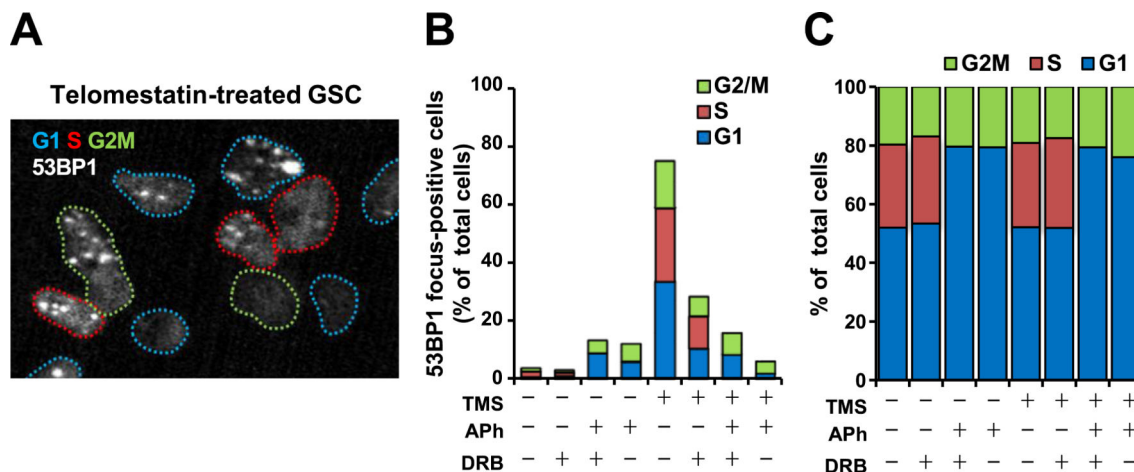 A
Telomestatin-treated GSC
G1 S G2M
53BP1
B
53BP1 focus-positive cells
(% of total cells)
100
80
60
40
20
0
G2/M
S
G1
TMS − − − − + + + +
APh − − + + − − + +
DRB − + + − − + + −
C
G2M S G1
% of total cells
100
80
60
40
20
0
TMS − − − − + + + +
APh − − + + − − + +
DRB − + + − − + + −